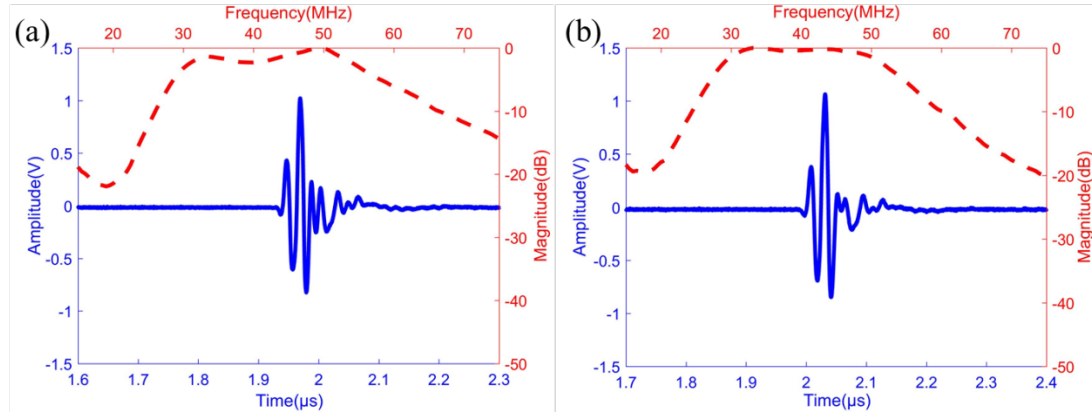 (a)
Frequency(MHz)
20 30 40 50 60 70
1.5 1 0.5 0 -0.5 -1 -1.5
Amplitude(V)
0 -10 -20 -30 -40 -50
Magnitude(dB)
1.6 1.7 1.8 1.9 2 2.1 2.2 2.3
Time(μs)
(b)
Frequency(MHz)
20 30 40 50 60 70
1.5 1 0.5 0 -0.5 -1 -1.5
Amplitude(V)
0 -10 -20 -30 -40 -50
Magnitude(dB)
1.7 1.8 1.9 2 2.1 2.2 2.3 2.4
Time(μs)